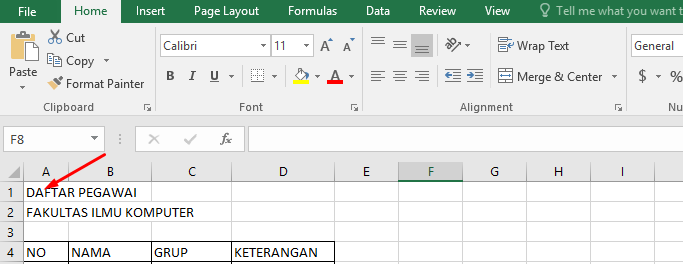 File Home Insert Page Layout Formulas Data Review View Tell me what you want
Cut
Copy
Format Painter
Paste
Calibri 11 A A Wrap Text General
B I U A Merge & Center $ %
Clipboard Font Alignment
F8 fx
A B C D E F G H I
1 DAFTAR PEGAWAI
2 FAKULTAS ILMU KOMPUTER
3
4 NO NAMA GRUP KETERANGAN